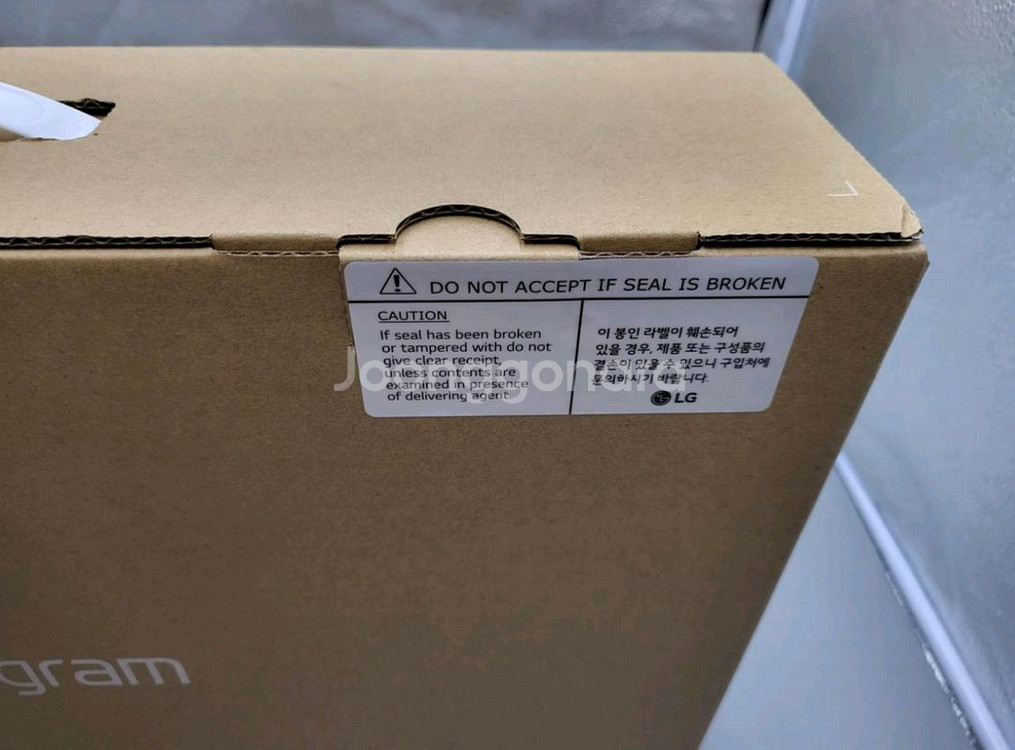 DO NOT ACCEPT IF SEAL IS BROKEN
CAUTION
If seal has been broken
or tampered with do not
give clear receipt,
unless contents are
examined in presence
of delivering agent.
이 봉인 라벨이 훼손되어
있을 경우, 제품 또는 구성품의
결손이 있을 수 있으니 구입처에
문의하시기 바랍니다.
LG
Joonggonara
gram